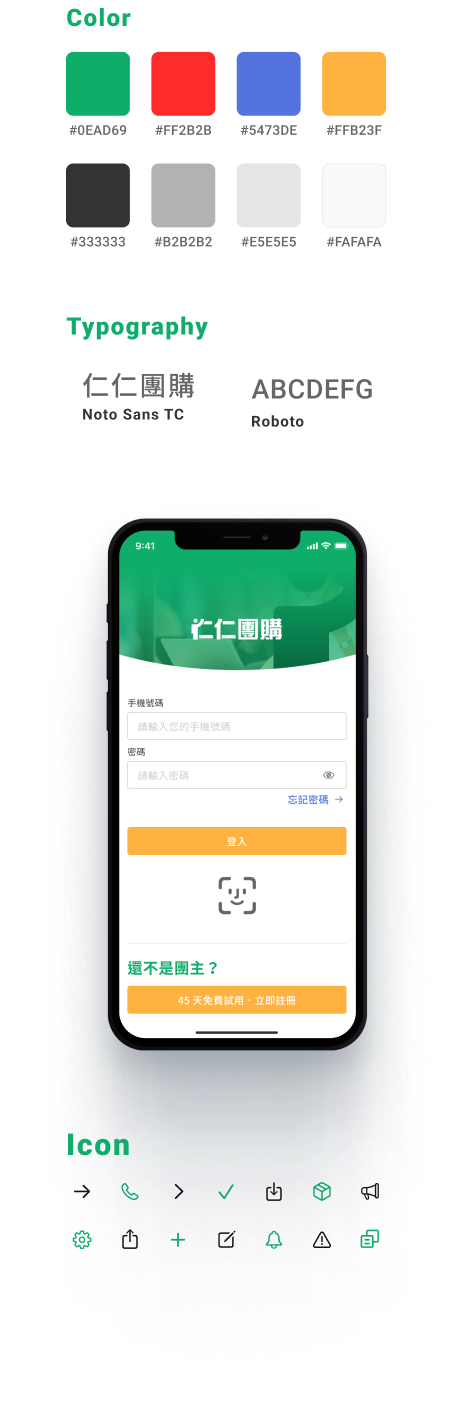 Color
#0EAD69 #FF2B2B #5473DE #FFB23F
#333333 #B2B2B2 #E5E5E5 #FAFAFA
Typography
仁仁團購 ABCDEFG
Noto Sans TC Roboto
9:41
仁仁團購
手機號碼
請輸入您的手機號碼
密碼
請輸入密碼
忘記密碼 →
登入
還不是團主？
45 天免費試用・立即註冊
Icon